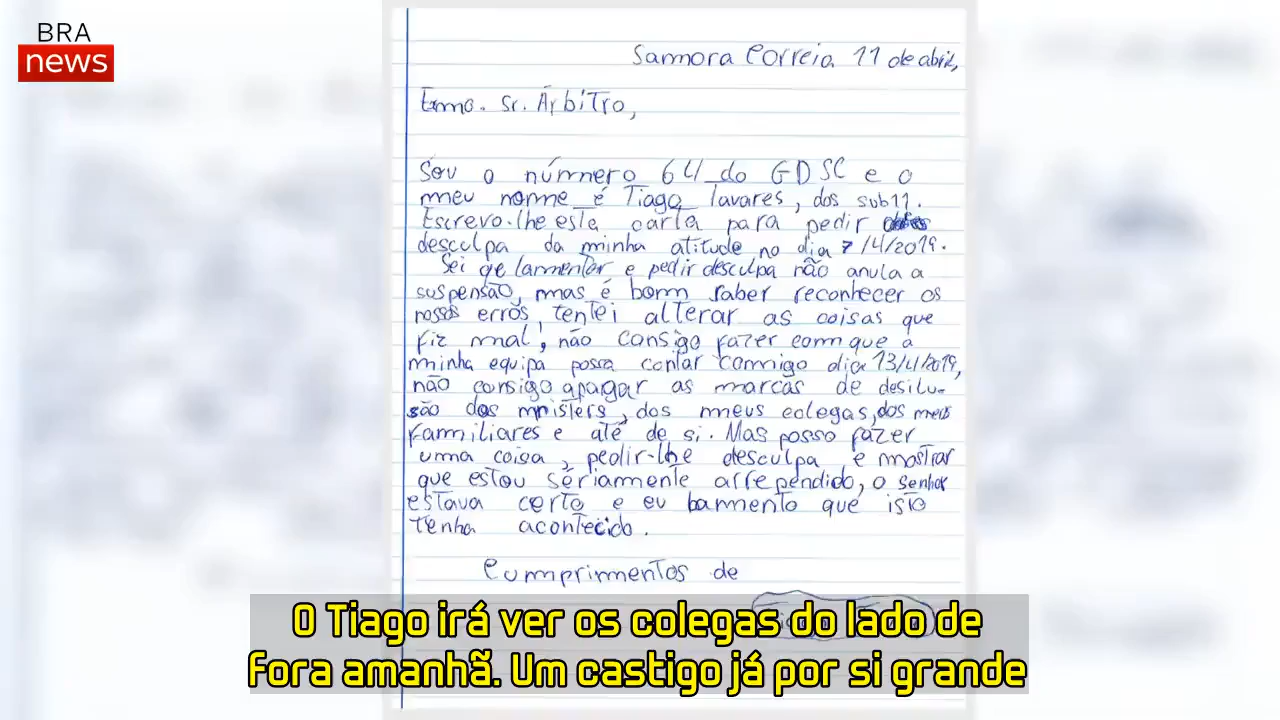 BRA
news
Samora Correia, 11 de abril,
Exmo. Sr. Árbitro,
Sou o número 64 do GDSC e o
meu nome é Tiago Tavares, dos sub11.
Escrevo-lhe esta carta para pedir
desculpa da minha atitude no dia 7/4/2019.
Sei qe lamentar e pedir desculpa não anula a
suspensão, mas é bom saber reconhecer os
nossos erros, tentei alterar as coisas que
fiz mal, não consigo fazer com que a
minha equipa possa contar comigo dia 13/4/2019,
não consigo apagar as marcas de desilu-
são dos misters, dos meus colegas, dos meus
familiares e até de si. Mas posso fazer
uma coisa, pedir-lhe desculpa e mostrar
que estou sériamente arrependido, o senhor
estava certo e eu lamento que isto
tenha acontecido.
Cumprimentos de
O Tiago irá ver os colegas do lado de
fora amanhã. Um castigo já por si grande